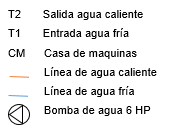 T2 Salida agua caliente
T1 Entrada agua fría
CM Casa de maquinas
Línea de agua caliente
Línea de agua fría
Bomba de agua 6 HP